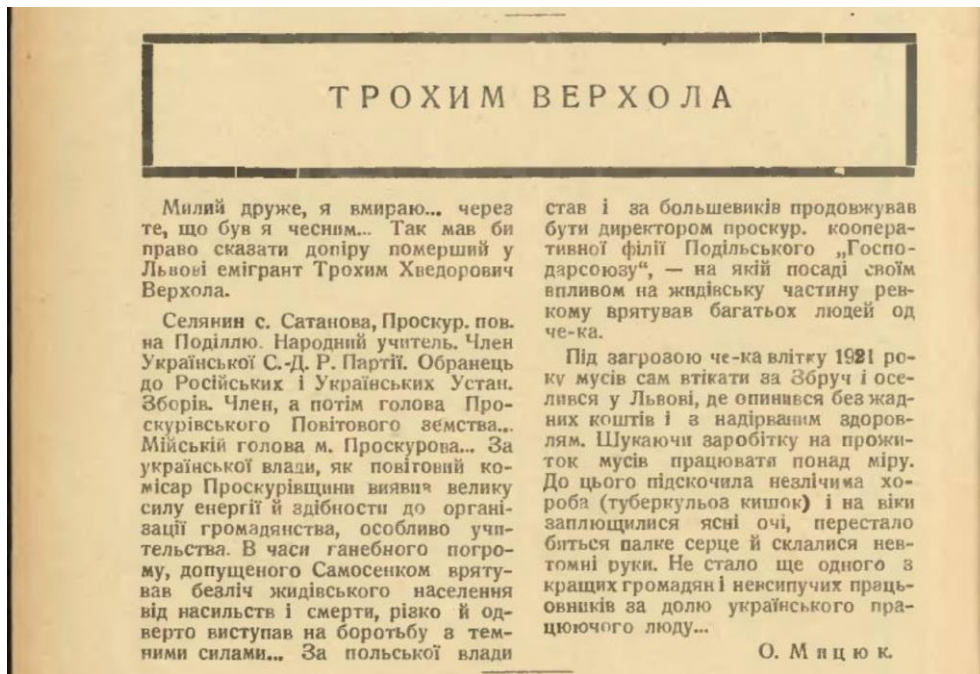 ТРОХИМ ВЕРХОЛА
Милий друже, я вмираю... через
те, що був я чесним... Так мав би
право сказати допіру померший у
Львові емігрант Трохим Хведорович
Верхола.
Селянин с. Сатанова, Проскур. пов.
на Поділлю. Народний учитель. Член
Української С.-Д. Р. Партії. Обранець
до Російських і Українських Устан.
Зборів. Член, а потім голова Про-
скурівського Повітового земства...
Мійській голова м. Проскурова... За
української влади, як повітовий ко-
місар Проскурівщини виявив велику
силу енергії й здібности до органі-
зації громадянства, особливо учи-
тельства. В часи ганебного погро-
му, допущеного Самосенком вряту-
вав безліч жидівського населення
від насильств і смерти, різко й од-
верто виступав на боротьбу з тем-
ними силами... За польської влади
став і за большевиків продовжував
бути директором проскур. коопера-
тивної філії Подільського „Госпо-
дарсоюзу“, — на якій посаді своїм
впливом на жидівську частину рев-
кому врятував багатьох людей од
че-ка.
Під загрозою че-ка влітку 1921 ро-
ку мусів сам втікати за Збруч і осе-
лився у Львові, де опинився без жад-
них коштів і з надірваним здоров-
лям. Шукаючи заробітку на прожи-
ток мусів працювати понад міру.
До цього підскочила незлічима хо-
роба (туберкульоз кишок) і на віки
заплющилися ясні очі, перестало
биться палке серце й склалися нев-
томні руки. Не стало ще одного з
кращих громадян і невсипучих праць-
овників за долю українського пра-
цюючого люду...
О. Мицюк.